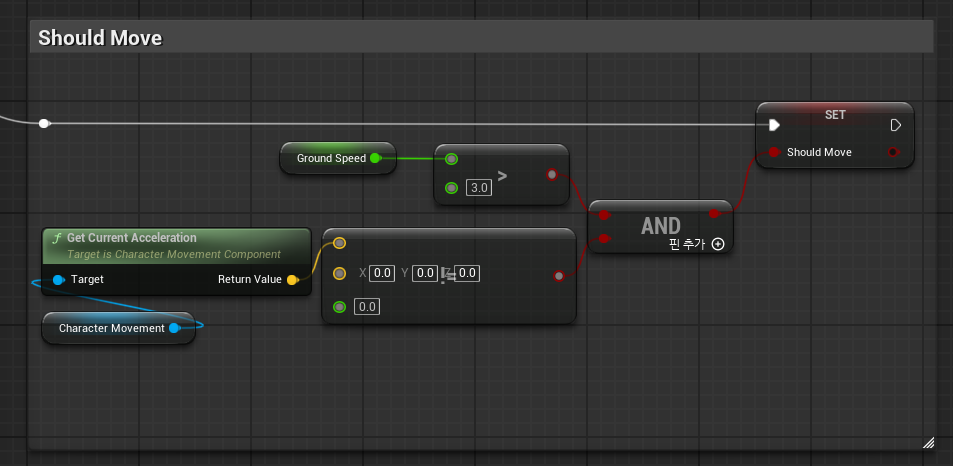 Should Move
SET
Should Move
Ground Speed
3.0
>
AND
핀 추가
f Get Current Acceleration
Target is Character Movement Component
Target
Return Value
X 0.0 Y 0.0 Z 0.0
!=
0.0
Character Movement